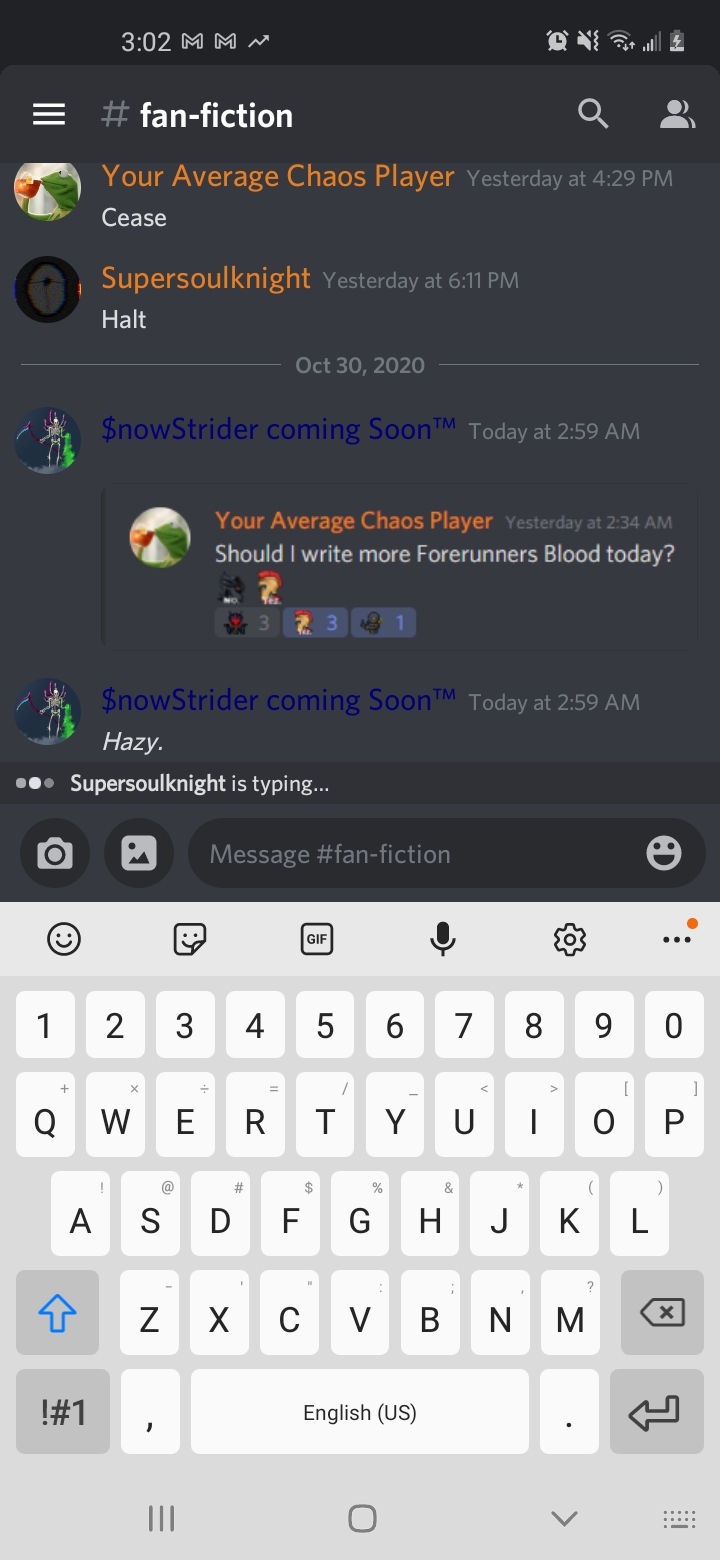 3:02
# fan-fiction
Your Average Chaos Player Yesterday at 4:29 PM
Cease
Supersoulknight Yesterday at 6:11 PM
Halt
Oct 30, 2020
$nowStrider coming Soon™ Today at 2:59 AM
Your Average Chaos Player Yesterday at 2:34 AM
Should I write more Forerunners Blood today?
NO. YEZ.
3 3 1
$nowStrider coming Soon™ Today at 2:59 AM
Hazy.
Supersoulknight is typing...
Message #fan-fiction
GIF
1 2 3 4 5 6 7 8 9 0
+ × ÷ = / _ < > [ ]
Q W E R T Y U I O P
! @ # $ % & * ( )
A S D F G H J K L
- ' " : ; , ?
Z X C V B N M
!#1 , English (US) .